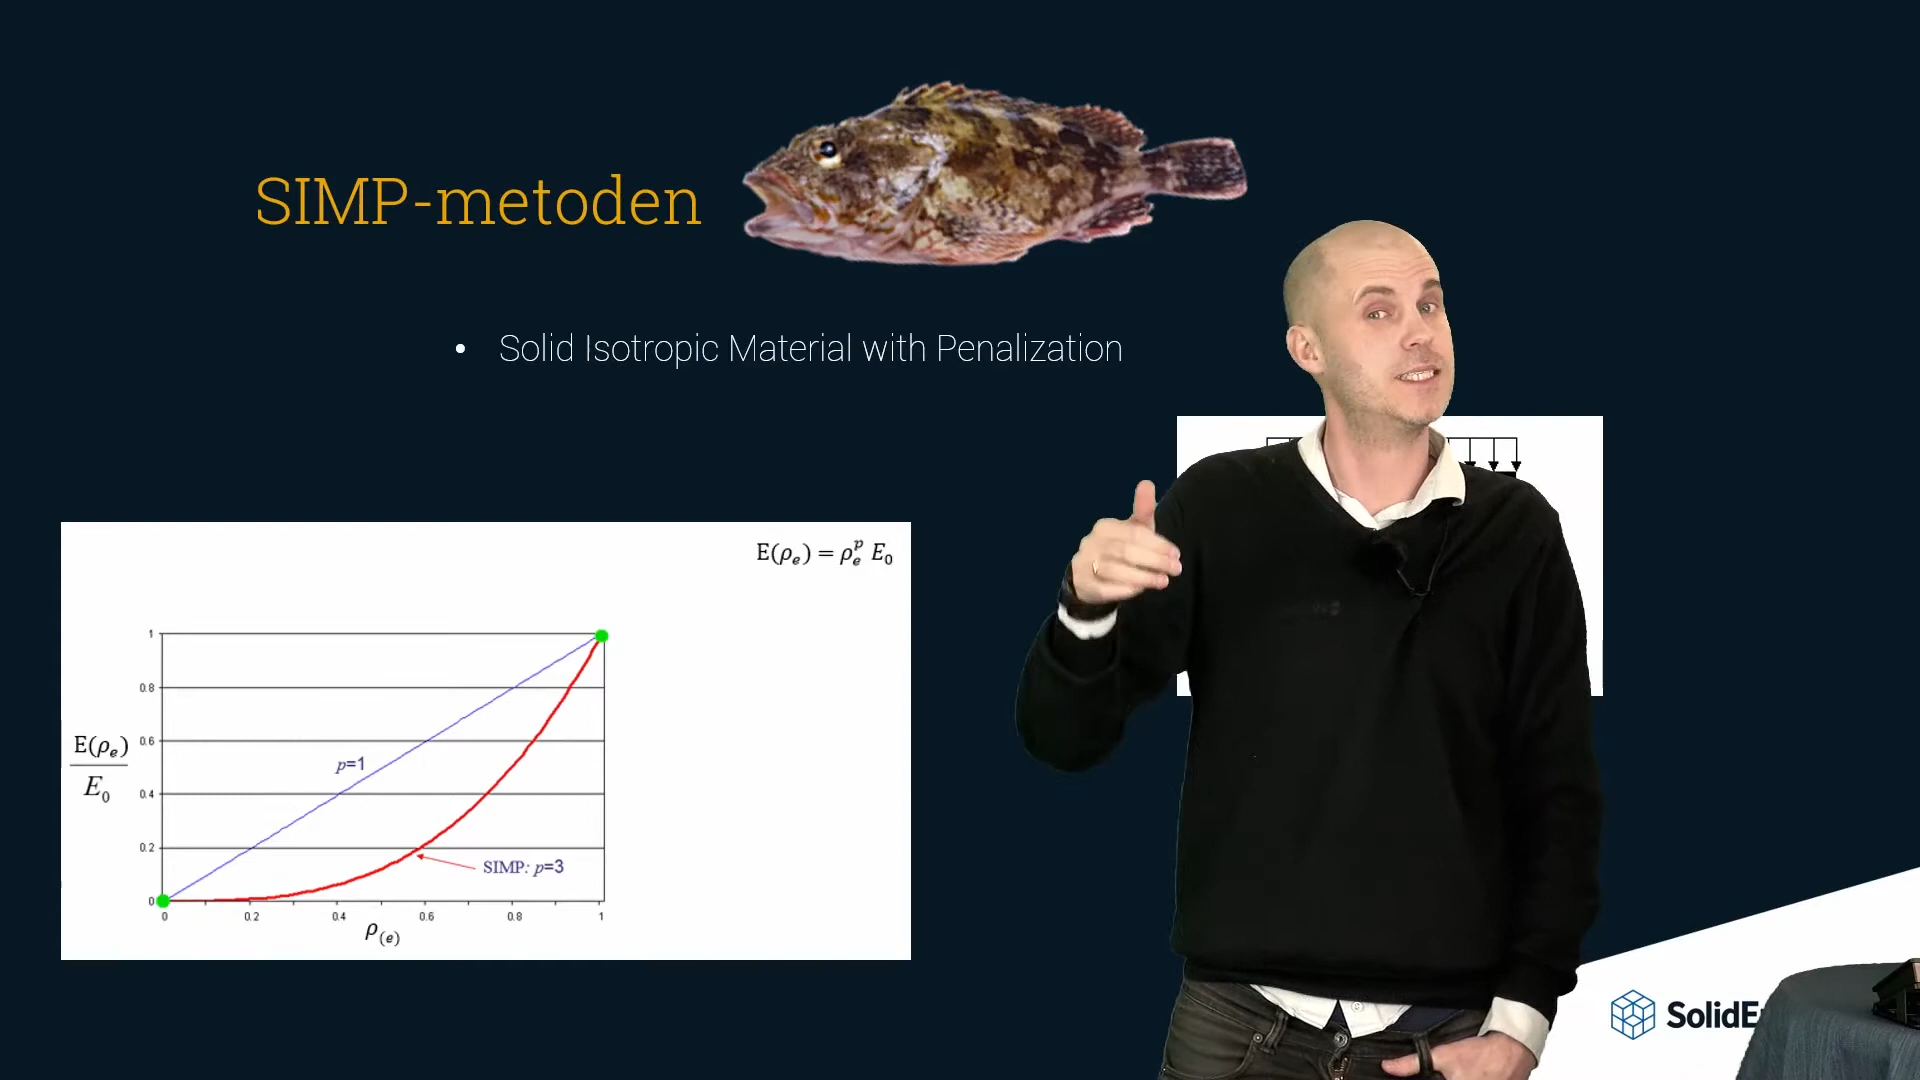 SIMP-metoden
• Solid Isotropic Material with Penalization
E(ρₑ) = ρₑᵖ E₀
1
0.8
0.6
0.4
0.2
0
E(ρₑ)
E₀
p=1
SIMP: p=3
0 0.2 0.4 0.6 0.8 1
ρ₍ₑ₎
SolidE